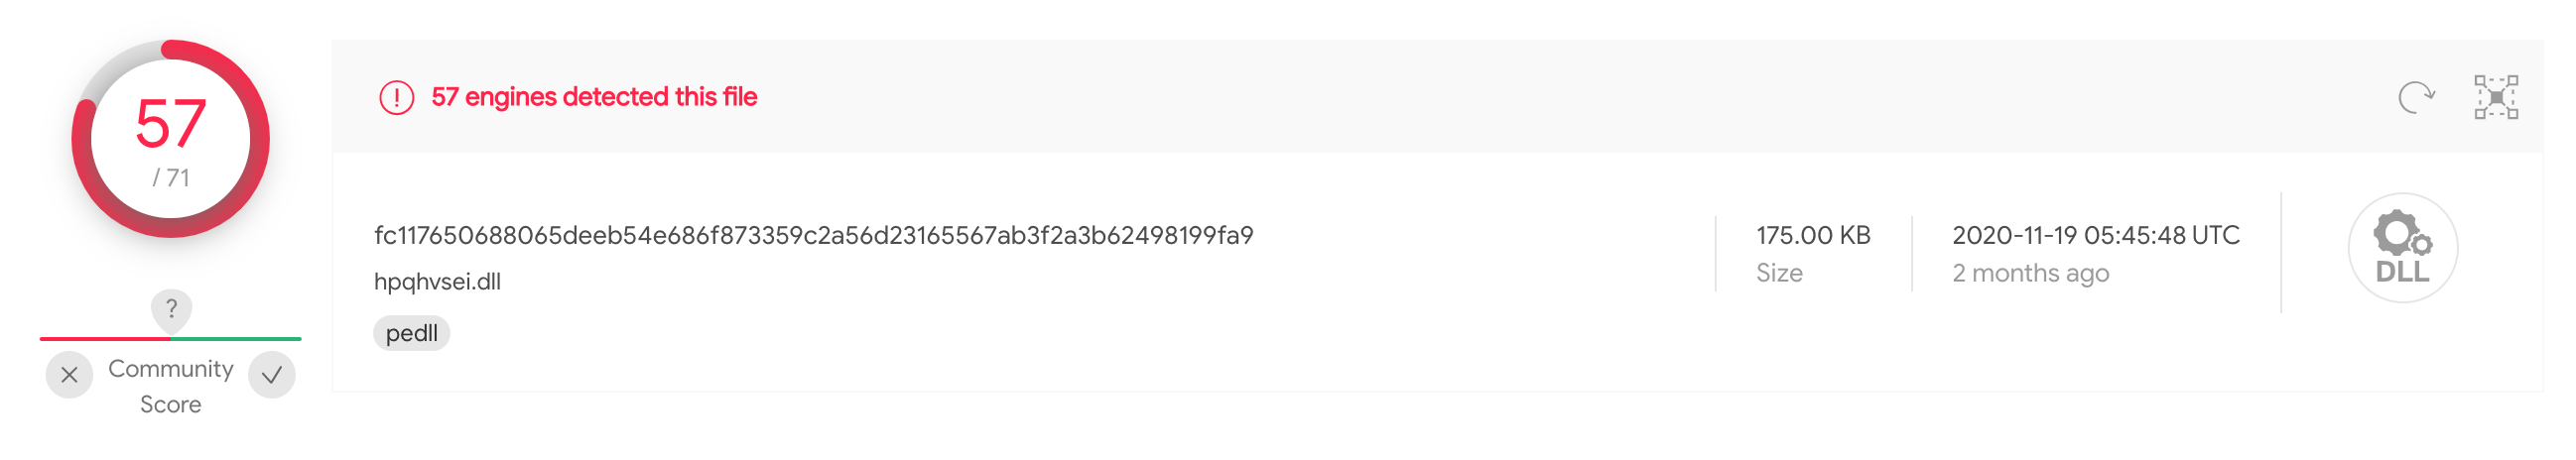 57
/ 71
?
Community
Score
57 engines detected this file
fc117650688065deeb54e686f873359c2a56d23165567ab3f2a3b62498199fa9
hpqhvsei.dll
pedll
175.00 KB
Size
2020-11-19 05:45:48 UTC
2 months ago
DLL